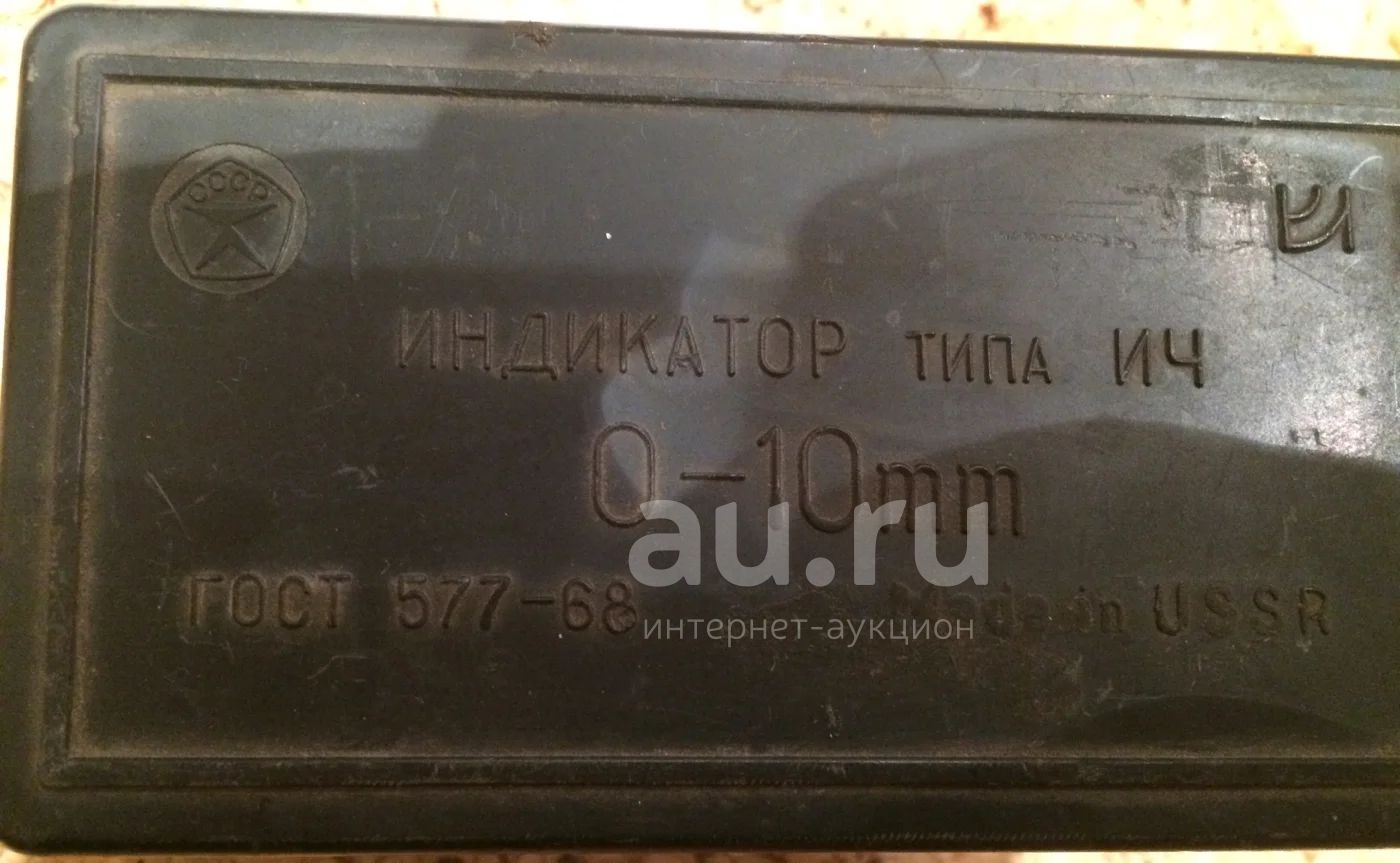 СССР
ИНДИКАТОР ТИПА ИЧ
0-10mm
au.ru
ГОСТ 577-68 Made in USSR
интернет-аукцион